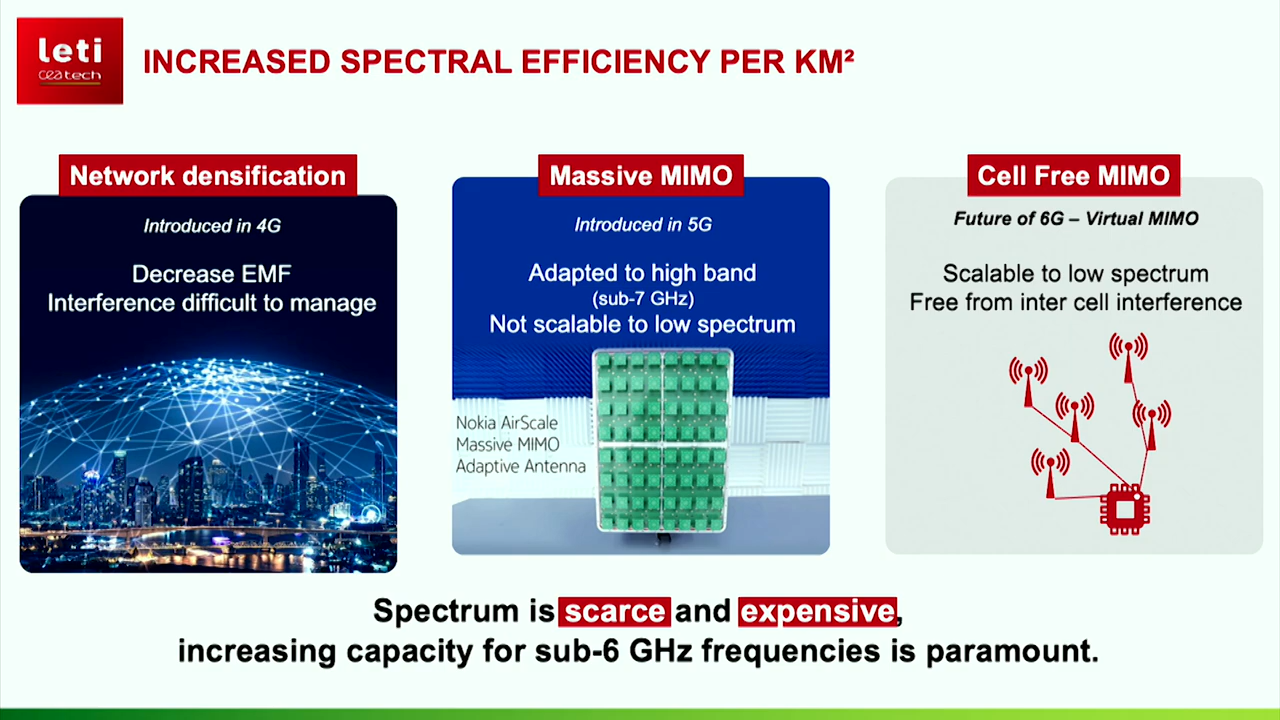 leti
ceatech
INCREASED SPECTRAL EFFICIENCY PER KM²
Network densification
Introduced in 4G
Decrease EMF
Interference difficult to manage
Massive MIMO
Introduced in 5G
Adapted to high band
(sub-7 GHz)
Not scalable to low spectrum
Nokia AirScale
Massive MIMO
Adaptive Antenna
Cell Free MIMO
Future of 6G – Virtual MIMO
Scalable to low spectrum
Free from inter cell interference
Spectrum is scarce and expensive,
increasing capacity for sub-6 GHz frequencies is paramount.